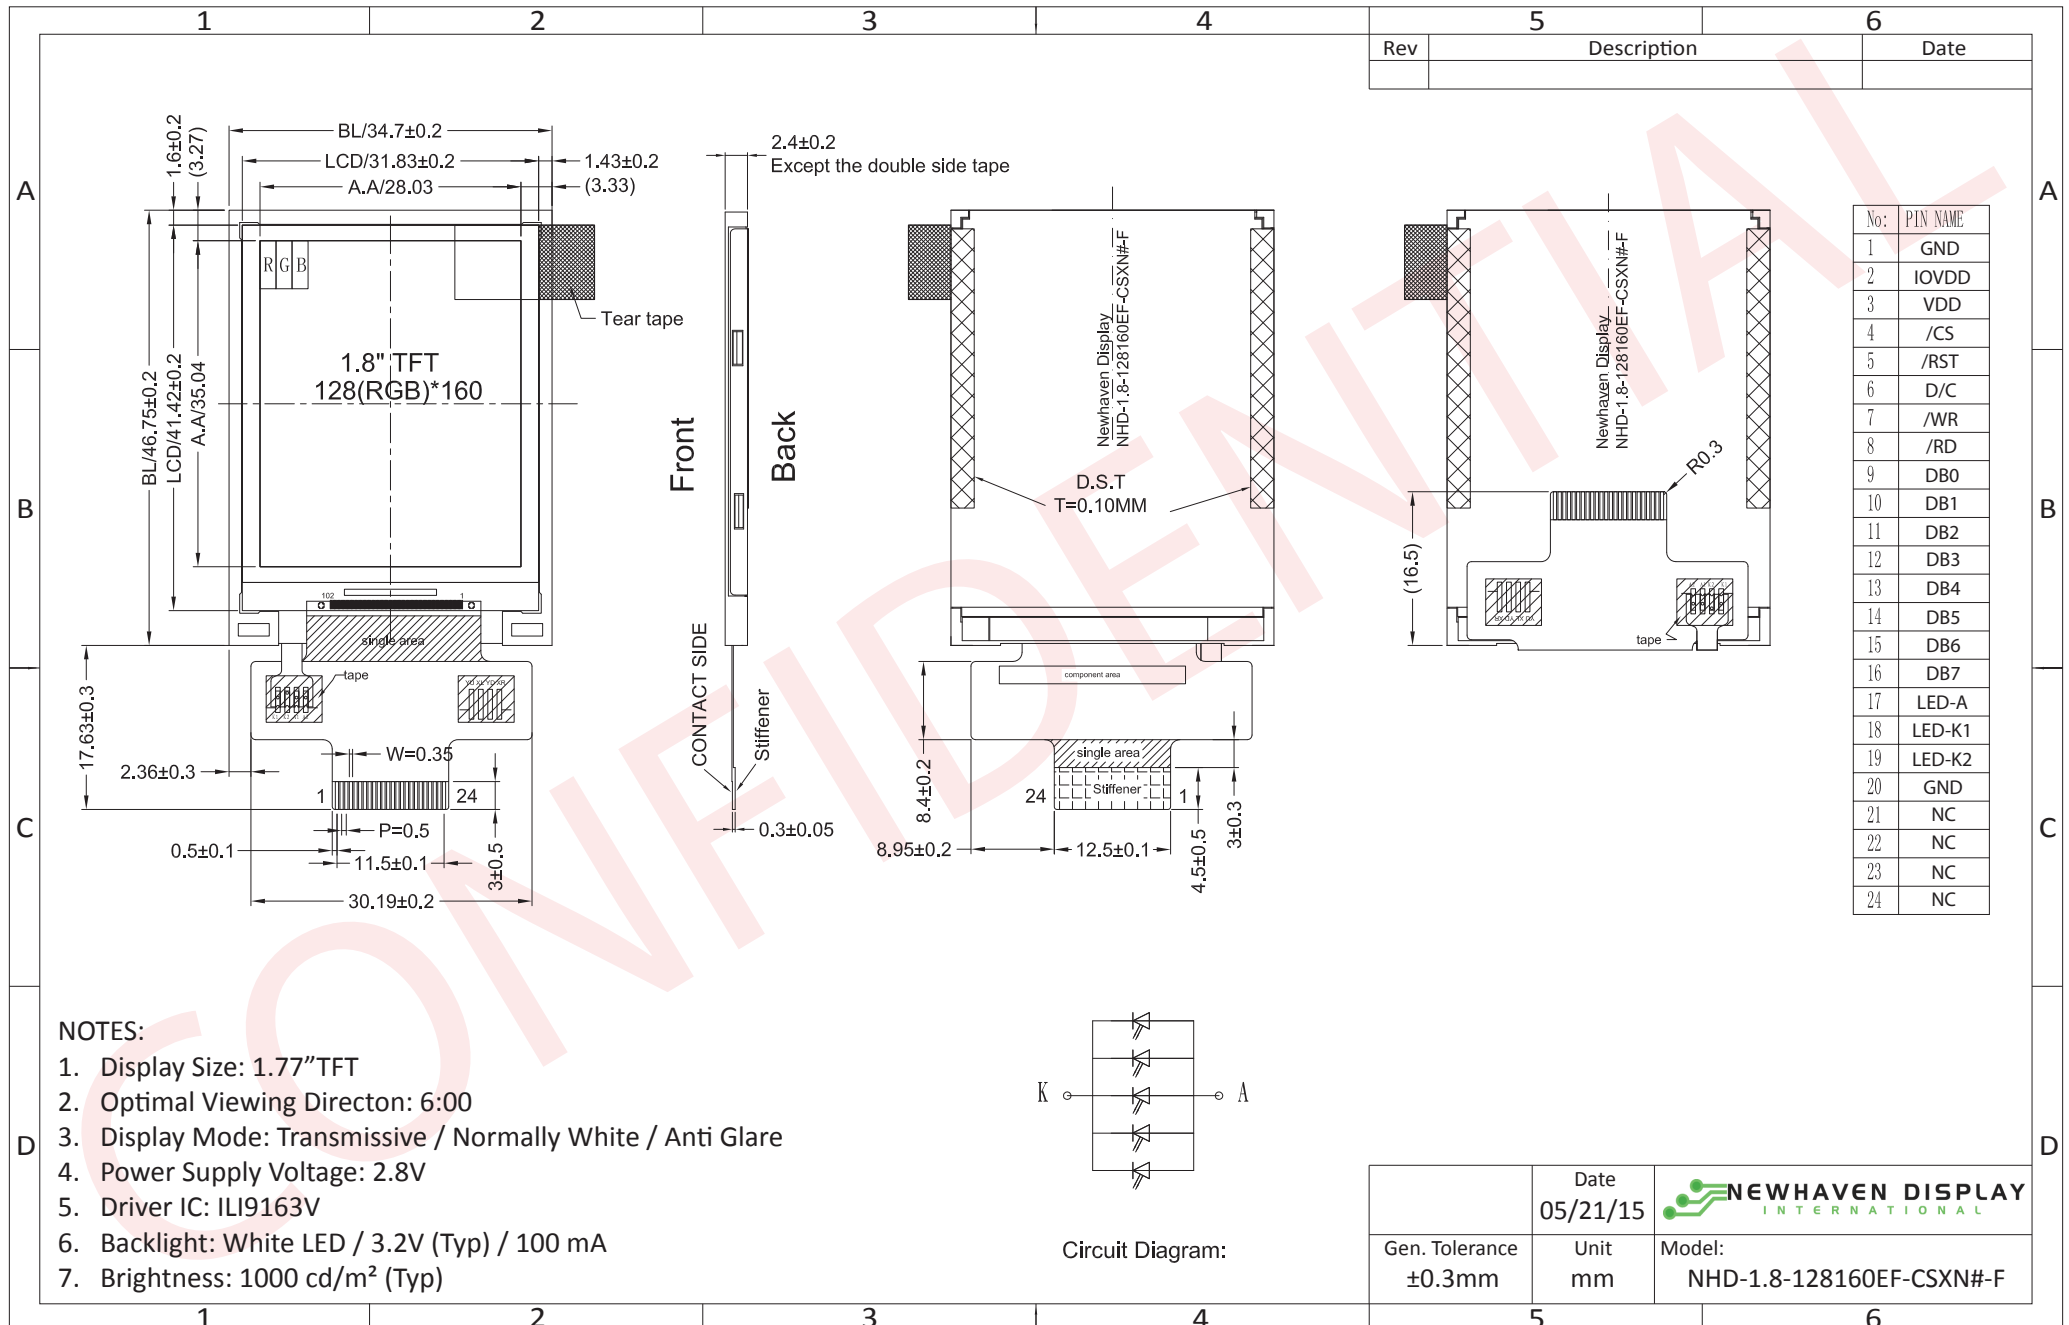 1 2 3 4 5 6
Rev Description Date
A
B
C
D
BL/34.7±0.2
LCD/31.83±0.2
A.A/28.03
1.43±0.2
(3.33)
1.6±0.2
(3.27)
BL/46.75±0.2
LCD/41.42±0.2
A.A/35.04
R G B
1.8" TFT
128(RGB)*160
Tear tape
102 1
single area
tape
YU XL YD XR
17.63±0.3
2.36±0.3
W=0.35
1 24
P=0.5
0.5±0.1
11.5±0.1
3±0.5
30.19±0.2
2.4±0.2
Except the double side tape
Front
Back
CONTACT SIDE
Stiffener
0.3±0.05
Newhaven Display
NHD-1.8-128160EF-CSXN#-F
D.S.T
T=0.10MM
component area
single area
Stiffener
24 1
8.4±0.2
8.95±0.2
12.5±0.1
4.5±0.5
3±0.3
Newhaven Display
NHD-1.8-128160EF-CSXN#-F
R0.3
(16.5)
YU XL YD XR
tape
A
B
C
D
No: PIN NAME
1 GND
2 IOVDD
3 VDD
4 /CS
5 /RST
6 D/C
7 /WR
8 /RD
9 DB0
10 DB1
11 DB2
12 DB3
13 DB4
14 DB5
15 DB6
16 DB7
17 LED-A
18 LED-K1
19 LED-K2
20 GND
21 NC
22 NC
23 NC
24 NC
CONFIDENTIAL
NOTES:
1. Display Size: 1.77”TFT
2. Optimal Viewing Directon: 6:00
3. Display Mode: Transmissive / Normally White / Anti Glare
4. Power Supply Voltage: 2.8V
5. Driver IC: ILI9163V
6. Backlight: White LED / 3.2V (Typ) / 100 mA
7. Brightness: 1000 cd/m² (Typ)
K A
Circuit Diagram:
Date
05/21/15
NEWHAVEN DISPLAY
INTERNATIONAL
Gen. Tolerance
±0.3mm
Unit
mm
Model:
NHD-1.8-128160EF-CSXN#-F
1 2 3 4 5 6